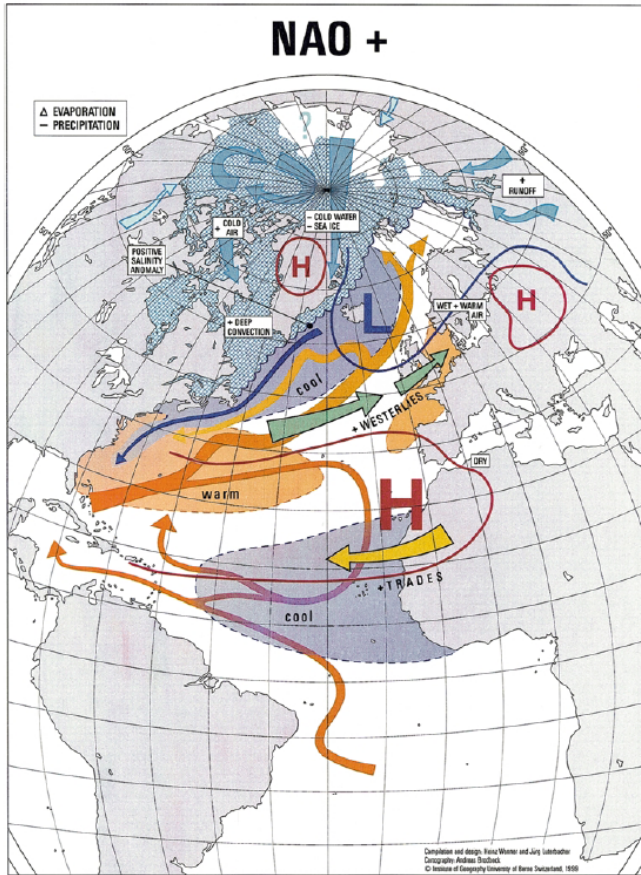 NAO +
Δ EVAPORATION
– PRECIPITATION
?
+
RUNOFF
– COLD WATER
– SEA ICE
+ COLD
AIR
POSITIVE
SALINITY
ANOMALY
H
H
WET + WARM
AIR
L
+ DEEP
CONVECTION
cool
+ WESTERLIES
DRY
warm
H
+ TRADES
cool
Compilation and design: Heinz Wanner and Jürg Luterbacher
Cartography: Andreas Brodbeck
© Institute of Geography University of Berne Switzerland, 1999